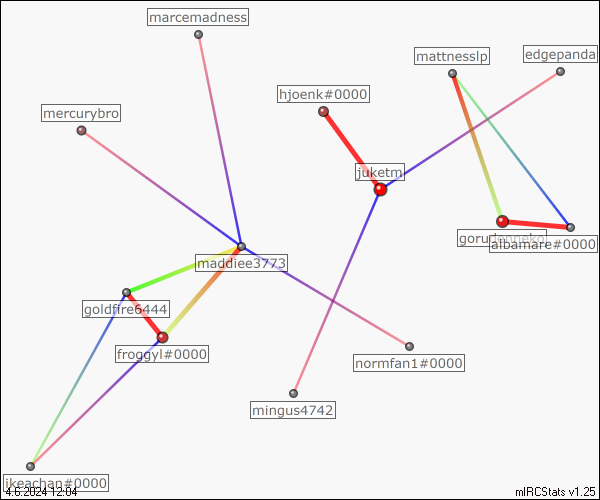 marcemadness
mattnesslp
edgepanda
hjoenk#0000
mercurybro
juketm
albamare#0000
maddiee3773
goldfire6444
froggyl#0000
normfan1#0000
mingus4742
ikeachan#0000
4.6.2024 12:04
mIRCStats v1.25